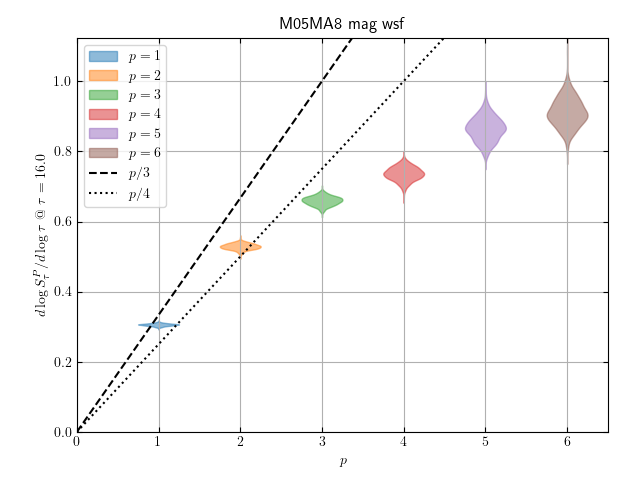 M05MA8 mag wsf
d log S_τ^P / d log τ @ τ = 16.0
1.0
0.8
0.6
0.4
0.2
0.0
p = 1
p = 2
p = 3
p = 4
p = 5
p = 6
p/3
p/4
0 1 2 3 4 5 6
p